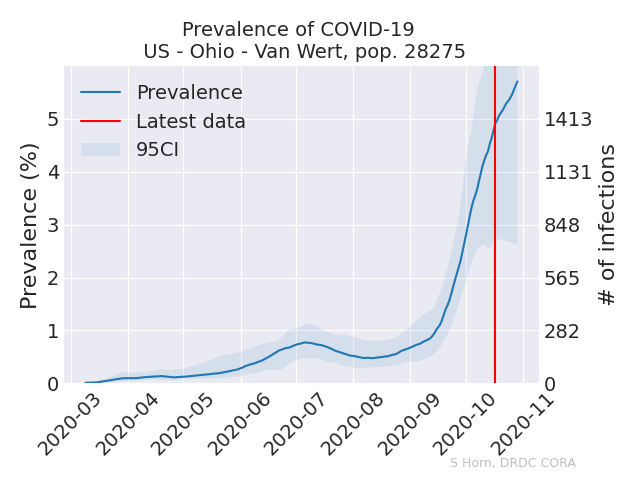 Prevalence of COVID-19
US - Ohio - Van Wert, pop. 28275
Prevalence
Latest data
95CI
Prevalence (%)
5
4
3
2
1
0
1413
1131
848
565
282
0
# of infections
2020-03
2020-04
2020-05
2020-06
2020-07
2020-08
2020-09
2020-10
2020-11
S Horn, DRDC CORA